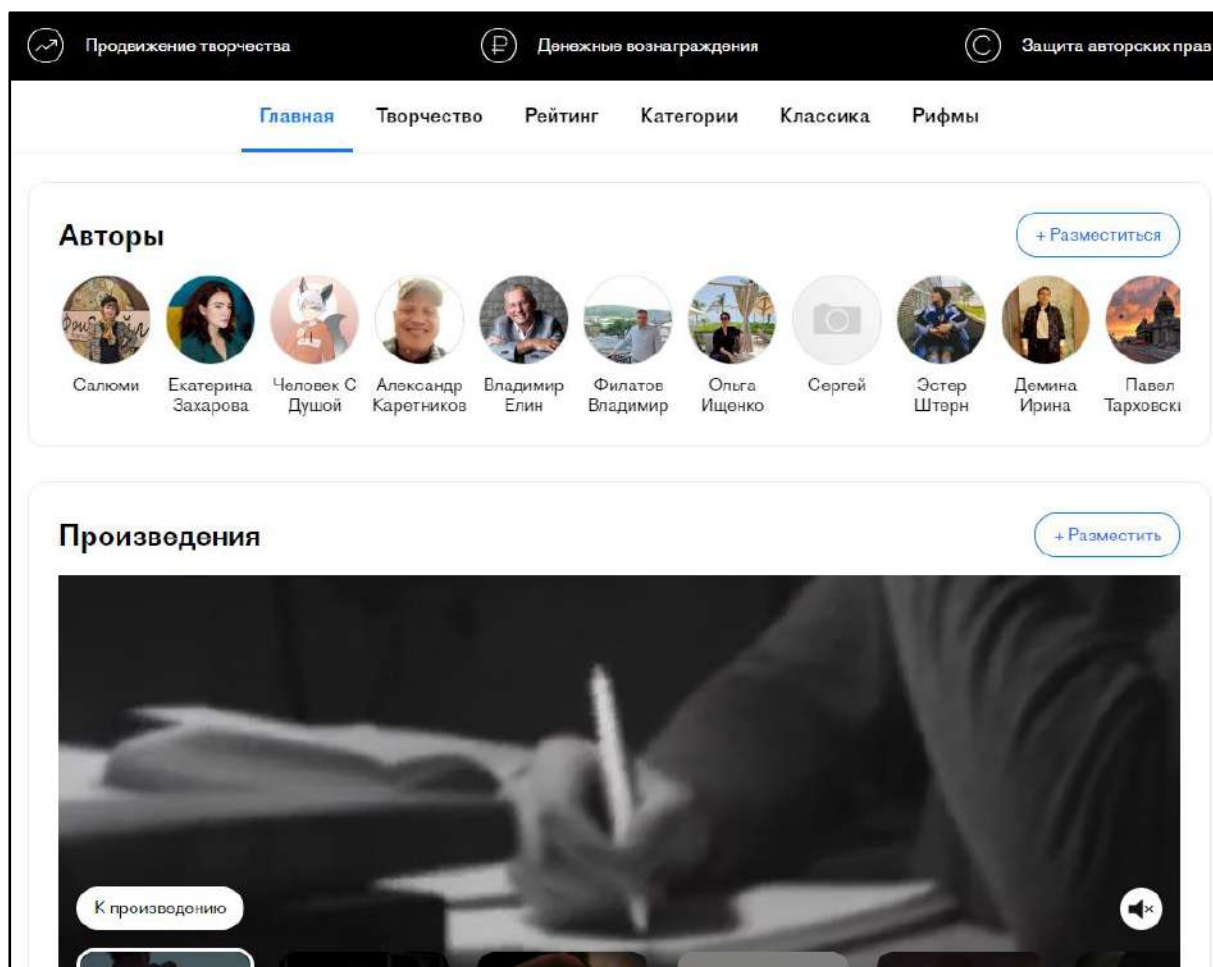 Продвижение творчества
Денежные вознаграждения
Защита авторских прав
Главная Творчество Рейтинг Категории Классика Рифмы
Авторы
+ Разместиться
Салюми
Екатерина
Захарова
Человек С
Душой
Александр
Каретников
Владимир
Елин
Филатов
Владимир
Ольга
Ищенко
Сергей
Эстер
Штерн
Демина
Ирина
Павел
Тарховски
Произведения
+ Разместить
К произведению